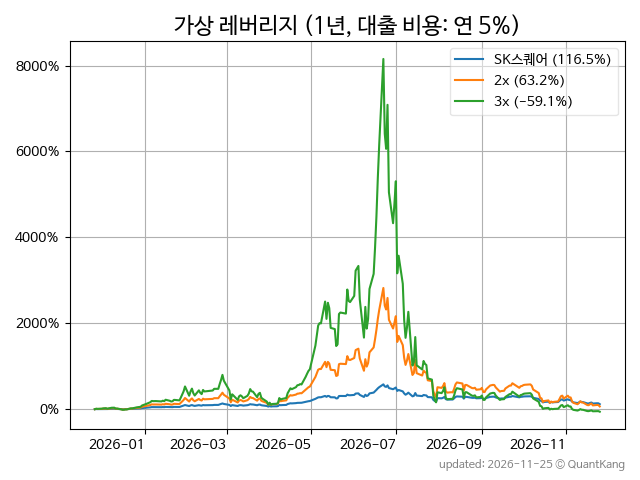 가상 레버리지 (1년, 대출 비용: 연 5%)
SK스퀘어 (116.5%)
2x (63.2%)
3x (-59.1%)
8000%
6000%
4000%
2000%
0%
2026-01 2026-03 2026-05 2026-07 2026-09 2026-11
updated: 2026-11-25 © QuantKang